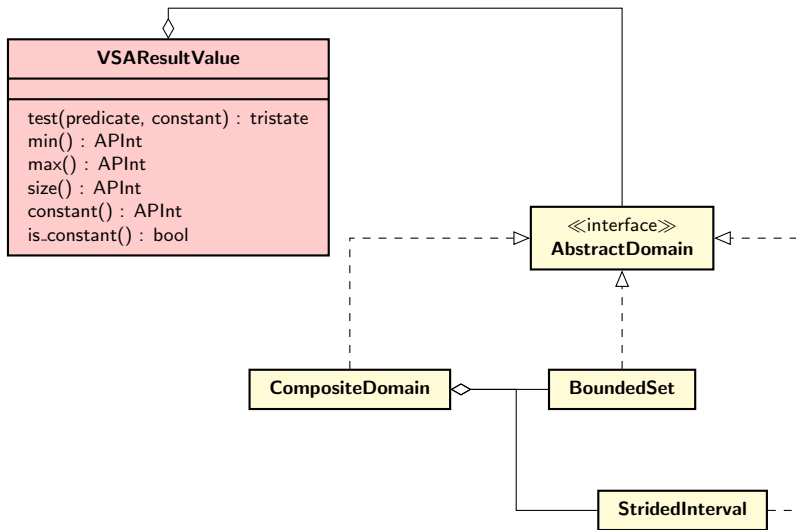 VSAResultValue
test(predicate, constant) : tristate
min() : APInt
max() : APInt
size() : APInt
constant() : APInt
is_constant() : bool
≪interface≫
AbstractDomain
CompositeDomain
BoundedSet
StridedInterval